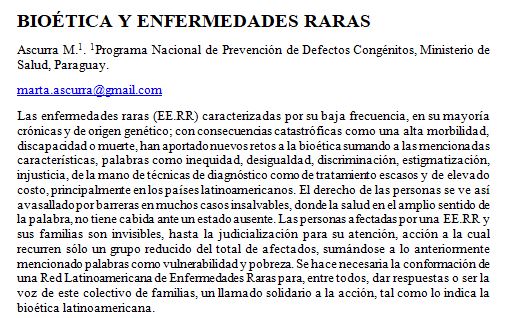 BIOÉTICA Y ENFERMEDADES RARAS
Ascurra M.¹. ¹Programa Nacional de Prevención de Defectos Congénitos, Ministerio de
Salud, Paraguay.
marta.ascurra@gmail.com
Las enfermedades raras (EE.RR) caracterizadas por su baja frecuencia, en su mayoría
crónicas y de origen genético; con consecuencias catastróficas como una alta morbilidad,
discapacidad o muerte, han aportado nuevos retos a la bioética sumando a las mencionadas
características, palabras como inequidad, desigualdad, discriminación, estigmatización,
injusticia, de la mano de técnicas de diagnóstico como de tratamiento escasos y de elevado
costo, principalmente en los países latinoamericanos. El derecho de las personas se ve así
avasallado por barreras en muchos casos insalvables, donde la salud en el amplio sentido de
la palabra, no tiene cabida ante un estado ausente. Las personas afectadas por una EE.RR y
sus familias son invisibles, hasta la judicialización para su atención, acción a la cual
recurren sólo un grupo reducido del total de afectados, sumándose a lo anteriormente
mencionado palabras como vulnerabilidad y pobreza. Se hace necesaria la conformación de
una Red Latinoamericana de Enfermedades Raras para, entre todos, dar respuestas o ser la
voz de este colectivo de familias, un llamado solidario a la acción, tal como lo indica la
bioética latinoamericana.